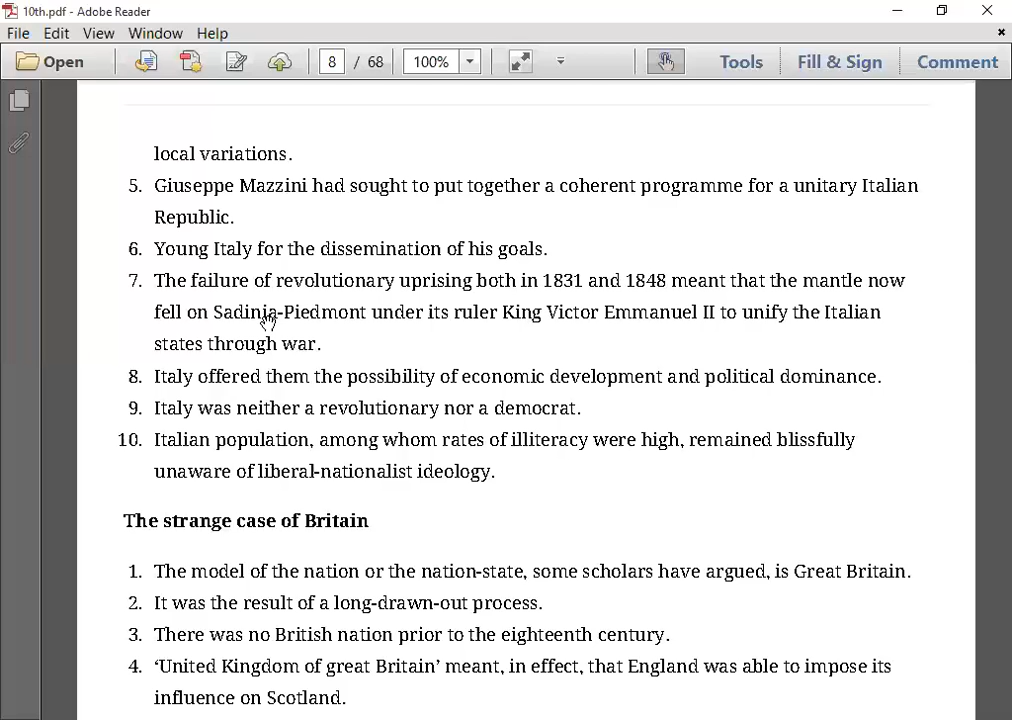 10th.pdf - Adobe Reader
File Edit View Window Help
Open 8 / 68 100% Tools Fill & Sign Comment
local variations.
5. Giuseppe Mazzini had sought to put together a coherent programme for a unitary Italian
Republic.
6. Young Italy for the dissemination of his goals.
7. The failure of revolutionary uprising both in 1831 and 1848 meant that the mantle now
fell on Sadinia-Piedmont under its ruler King Victor Emmanuel II to unify the Italian
states through war.
8. Italy offered them the possibility of economic development and political dominance.
9. Italy was neither a revolutionary nor a democrat.
10. Italian population, among whom rates of illiteracy were high, remained blissfully
unaware of liberal-nationalist ideology.
The strange case of Britain
1. The model of the nation or the nation-state, some scholars have argued, is Great Britain.
2. It was the result of a long-drawn-out process.
3. There was no British nation prior to the eighteenth century.
4. ‘United Kingdom of great Britain’ meant, in effect, that England was able to impose its
influence on Scotland.